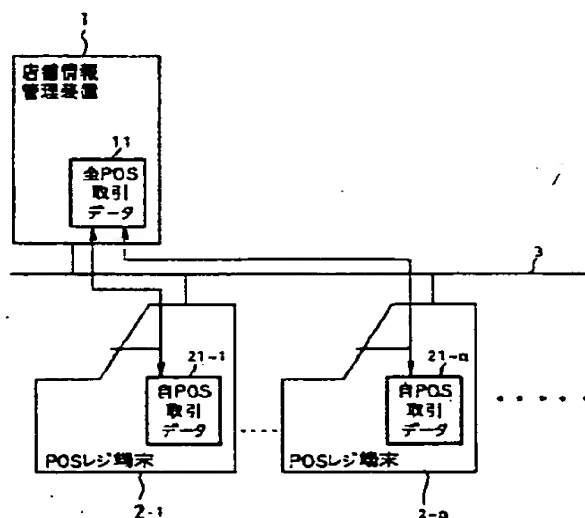 1
店舗情報
管理装置
11
全POS
取引
データ
3
21-1
自POS
取引
データ
POSレジ端末
2-1
21-n
自POS
取引
データ
POSレジ端末
2-n